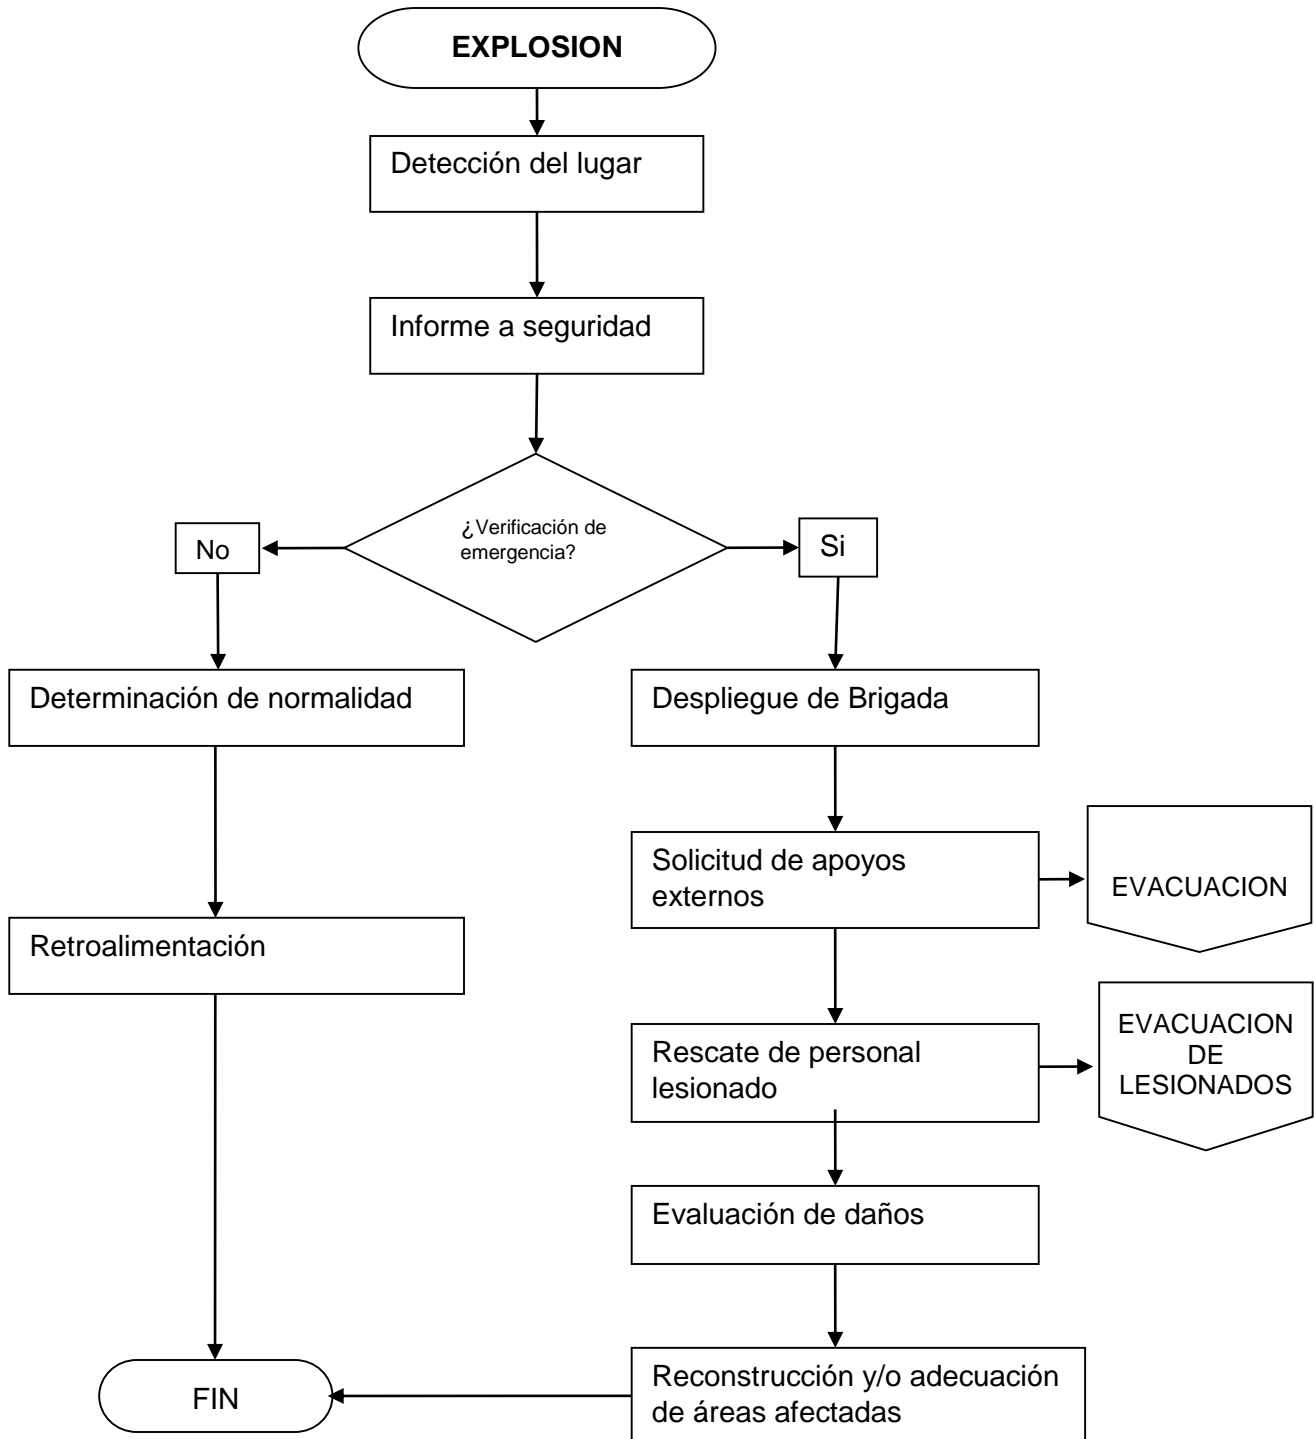 EXPLOSION
Detección del lugar
Informe a seguridad
¿Verificación de
emergencia?
No
Si
Determinación de normalidad
Despliegue de Brigada
Solicitud de apoyos
externos
EVACUACION
Retroalimentación
Rescate de personal
lesionado
EVACUACION
DE
LESIONADOS
Evaluación de daños
Reconstrucción y/o adecuación
de áreas afectadas
FIN